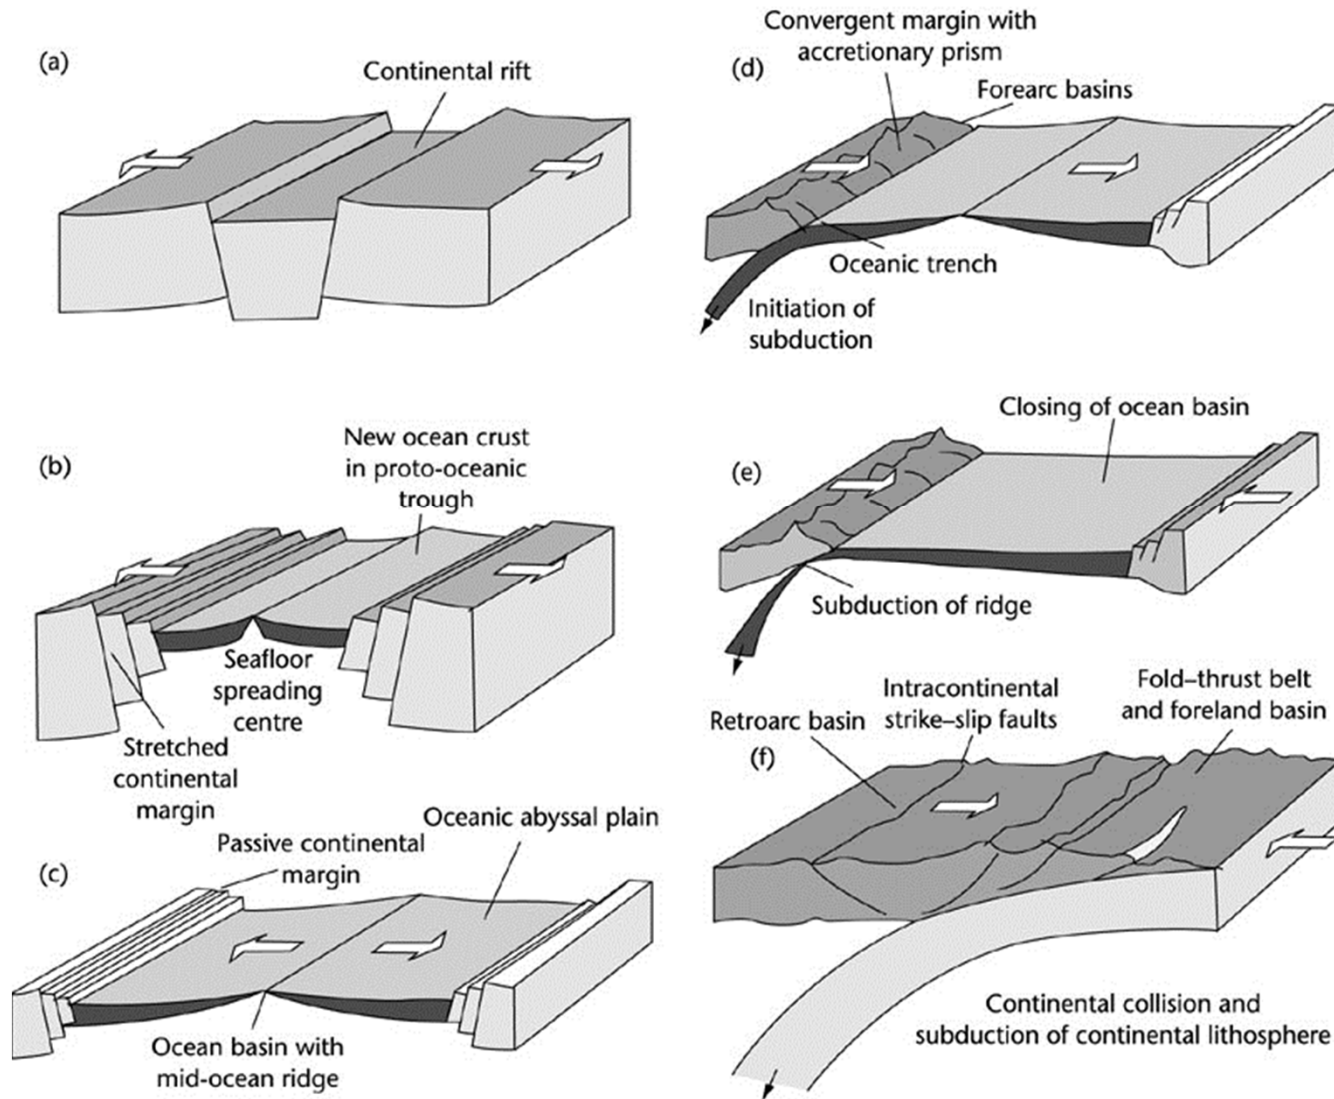 (a)
Continental rift
(b)
New ocean crust
in proto-oceanic
trough
Seafloor
spreading
centre
Stretched
continental
margin
(c)
Passive continental
margin
Oceanic abyssal plain
Ocean basin with
mid-ocean ridge
(d)
Convergent margin with
accretionary prism
Forearc basins
Oceanic trench
Initiation of
subduction
(e)
Closing of ocean basin
Subduction of ridge
(f)
Retroarc basin
Intracontinental
strike–slip faults
Fold–thrust belt
and foreland basin
Continental collision and
subduction of continental lithosphere